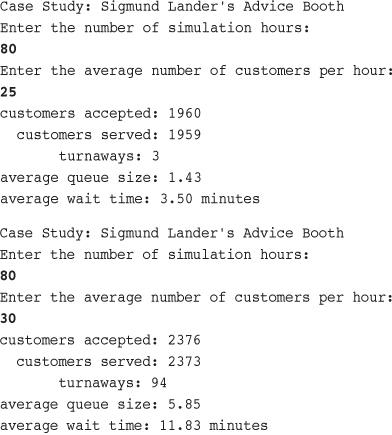 Case Study: Sigmund Lander's Advice Booth
Enter the number of simulation hours:
80
Enter the average number of customers per hour:
25
customers accepted: 1960
customers served: 1959
turnaways: 3
average queue size: 1.43
average wait time: 3.50 minutes
Case Study: Sigmund Lander's Advice Booth
Enter the number of simulation hours:
80
Enter the average number of customers per hour:
30
customers accepted: 2376
customers served: 2373
turnaways: 94
average queue size: 5.85
average wait time: 11.83 minutes